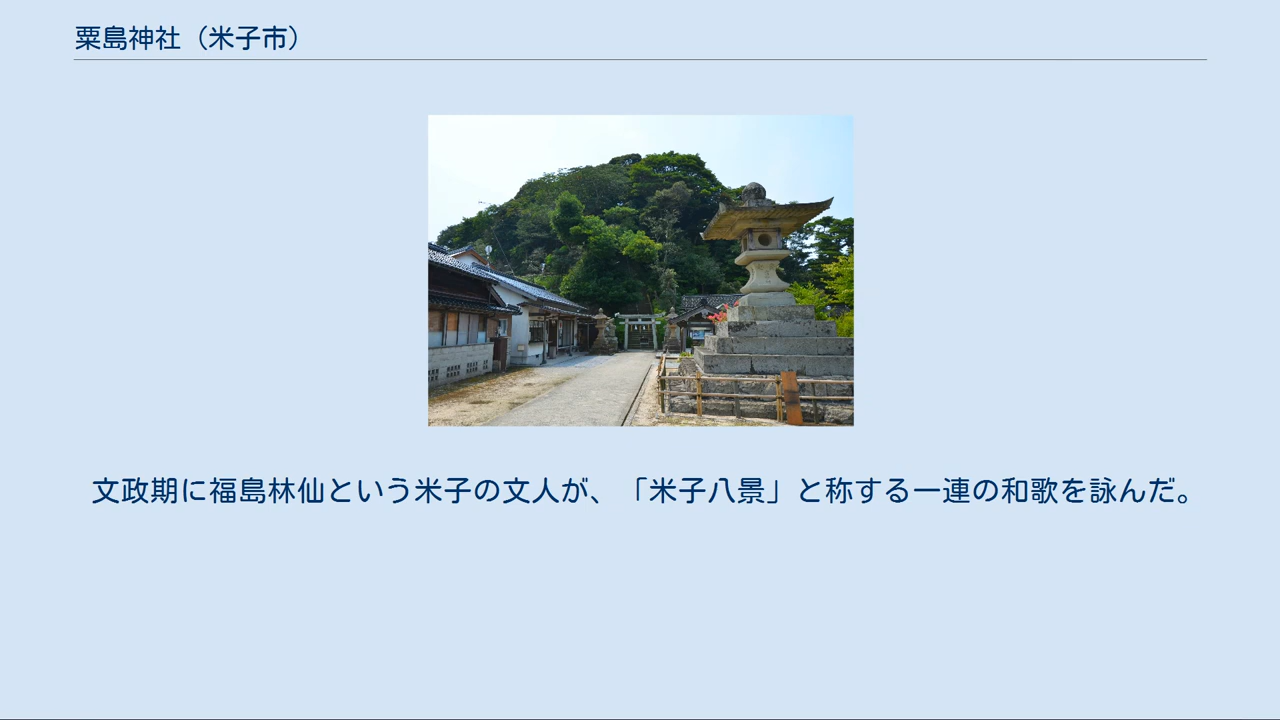 粟島神社（米子市）
文政期に福島林仙という米子の文人が、「米子八景」と称する一連の和歌を詠んだ。